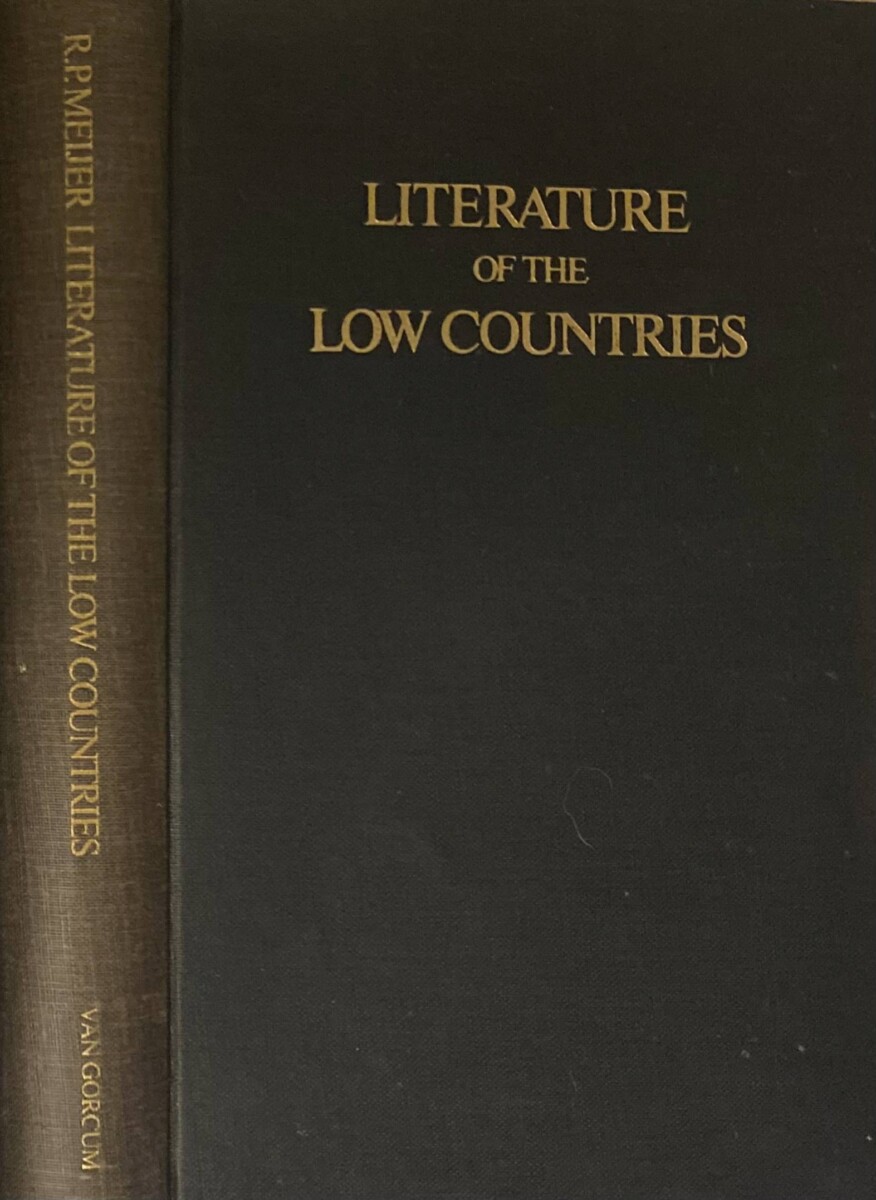 R.P. MEIJER LITERATURE OF THE LOW COUNTRIES
VAN GORCUM
LITERATURE
OF THE
LOW COUNTRIES